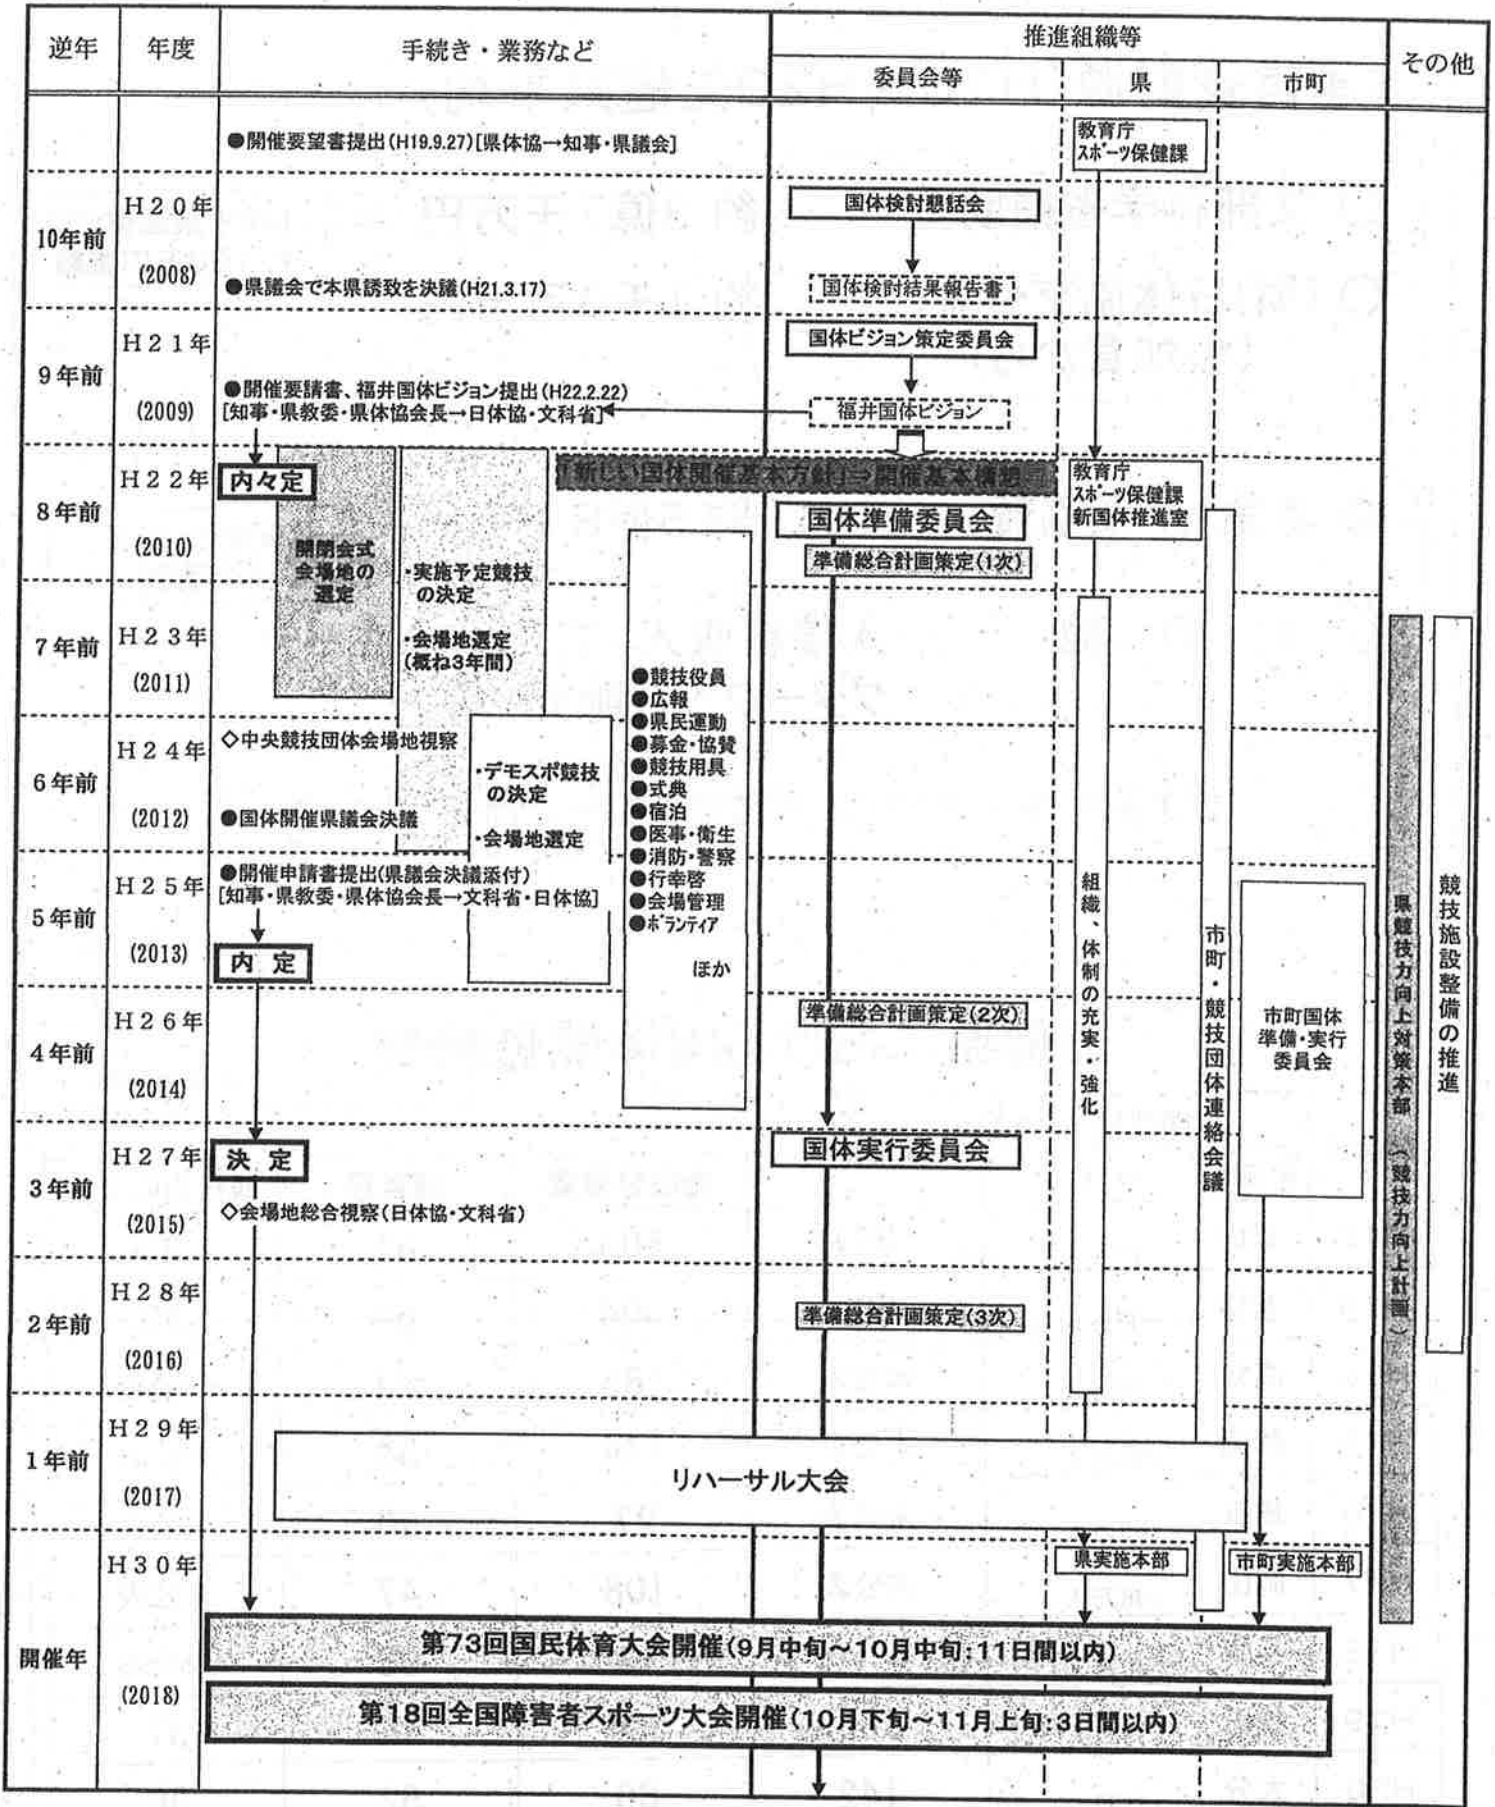 逆年 年度 手続き・業務など 推進組織等 その他
委員会等 県 市町
●開催要望書提出(H19.9.27)[県体協→知事・県議会]
教育庁
スポーツ保健課
10年前
H20年
(2008)
国体検討懇話会
●県議会で本県誘致を決議(H21.3.17)
国体検討結果報告書
9年前
H21年
(2009)
国体ビジョン策定委員会
●開催要請書、福井国体ビジョン提出(H22.2.22)
[知事・県教委・県体協会長→日体協・文科省]
福井国体ビジョン
8年前
H22年
(2010)
内々定
「新しい国体開催基本方針」⇒開催基本構想
教育庁
スポーツ保健課
新国体推進室
国体準備委員会
準備総合計画策定(1次)
開閉会式
会場地の
選定
・実施予定競技
の決定
・会場地選定
(概ね3年間)
7年前
H23年
(2011)
●競技役員
●広報
●県民運動
●募金・協賛
●競技用具
●式典
●宿泊
●医事・衛生
●消防・警察
●行幸啓
●会場管理
●ボランティア
ほか
6年前
H24年
(2012)
◇中央競技団体会場地視察
・デモスポ競技
の決定
・会場地選定
●国体開催県議会決議
5年前
H25年
(2013)
●開催申請書提出(県議会決議添付)
[知事・県教委・県体協会長→文科省・日体協]
内 定
組織、体制の充実・強化
市町・競技団体連絡会議
市町国体
準備・実行
委員会
県競技力向上対策本部(競技力向上計画)
競技施設整備の推進
4年前
H26年
(2014)
準備総合計画策定(2次)
3年前
H27年
(2015)
決 定
国体実行委員会
◇会場地総合視察(日体協・文科省)
2年前
H28年
(2016)
準備総合計画策定(3次)
1年前
H29年
(2017)
リハーサル大会
開催年
H30年
(2018)
県実施本部
市町実施本部
第73回国民体育大会開催(9月中旬～10月中旬:11日間以内)
第18回全国障害者スポーツ大会開催(10月下旬～11月上旬:3日間以内)